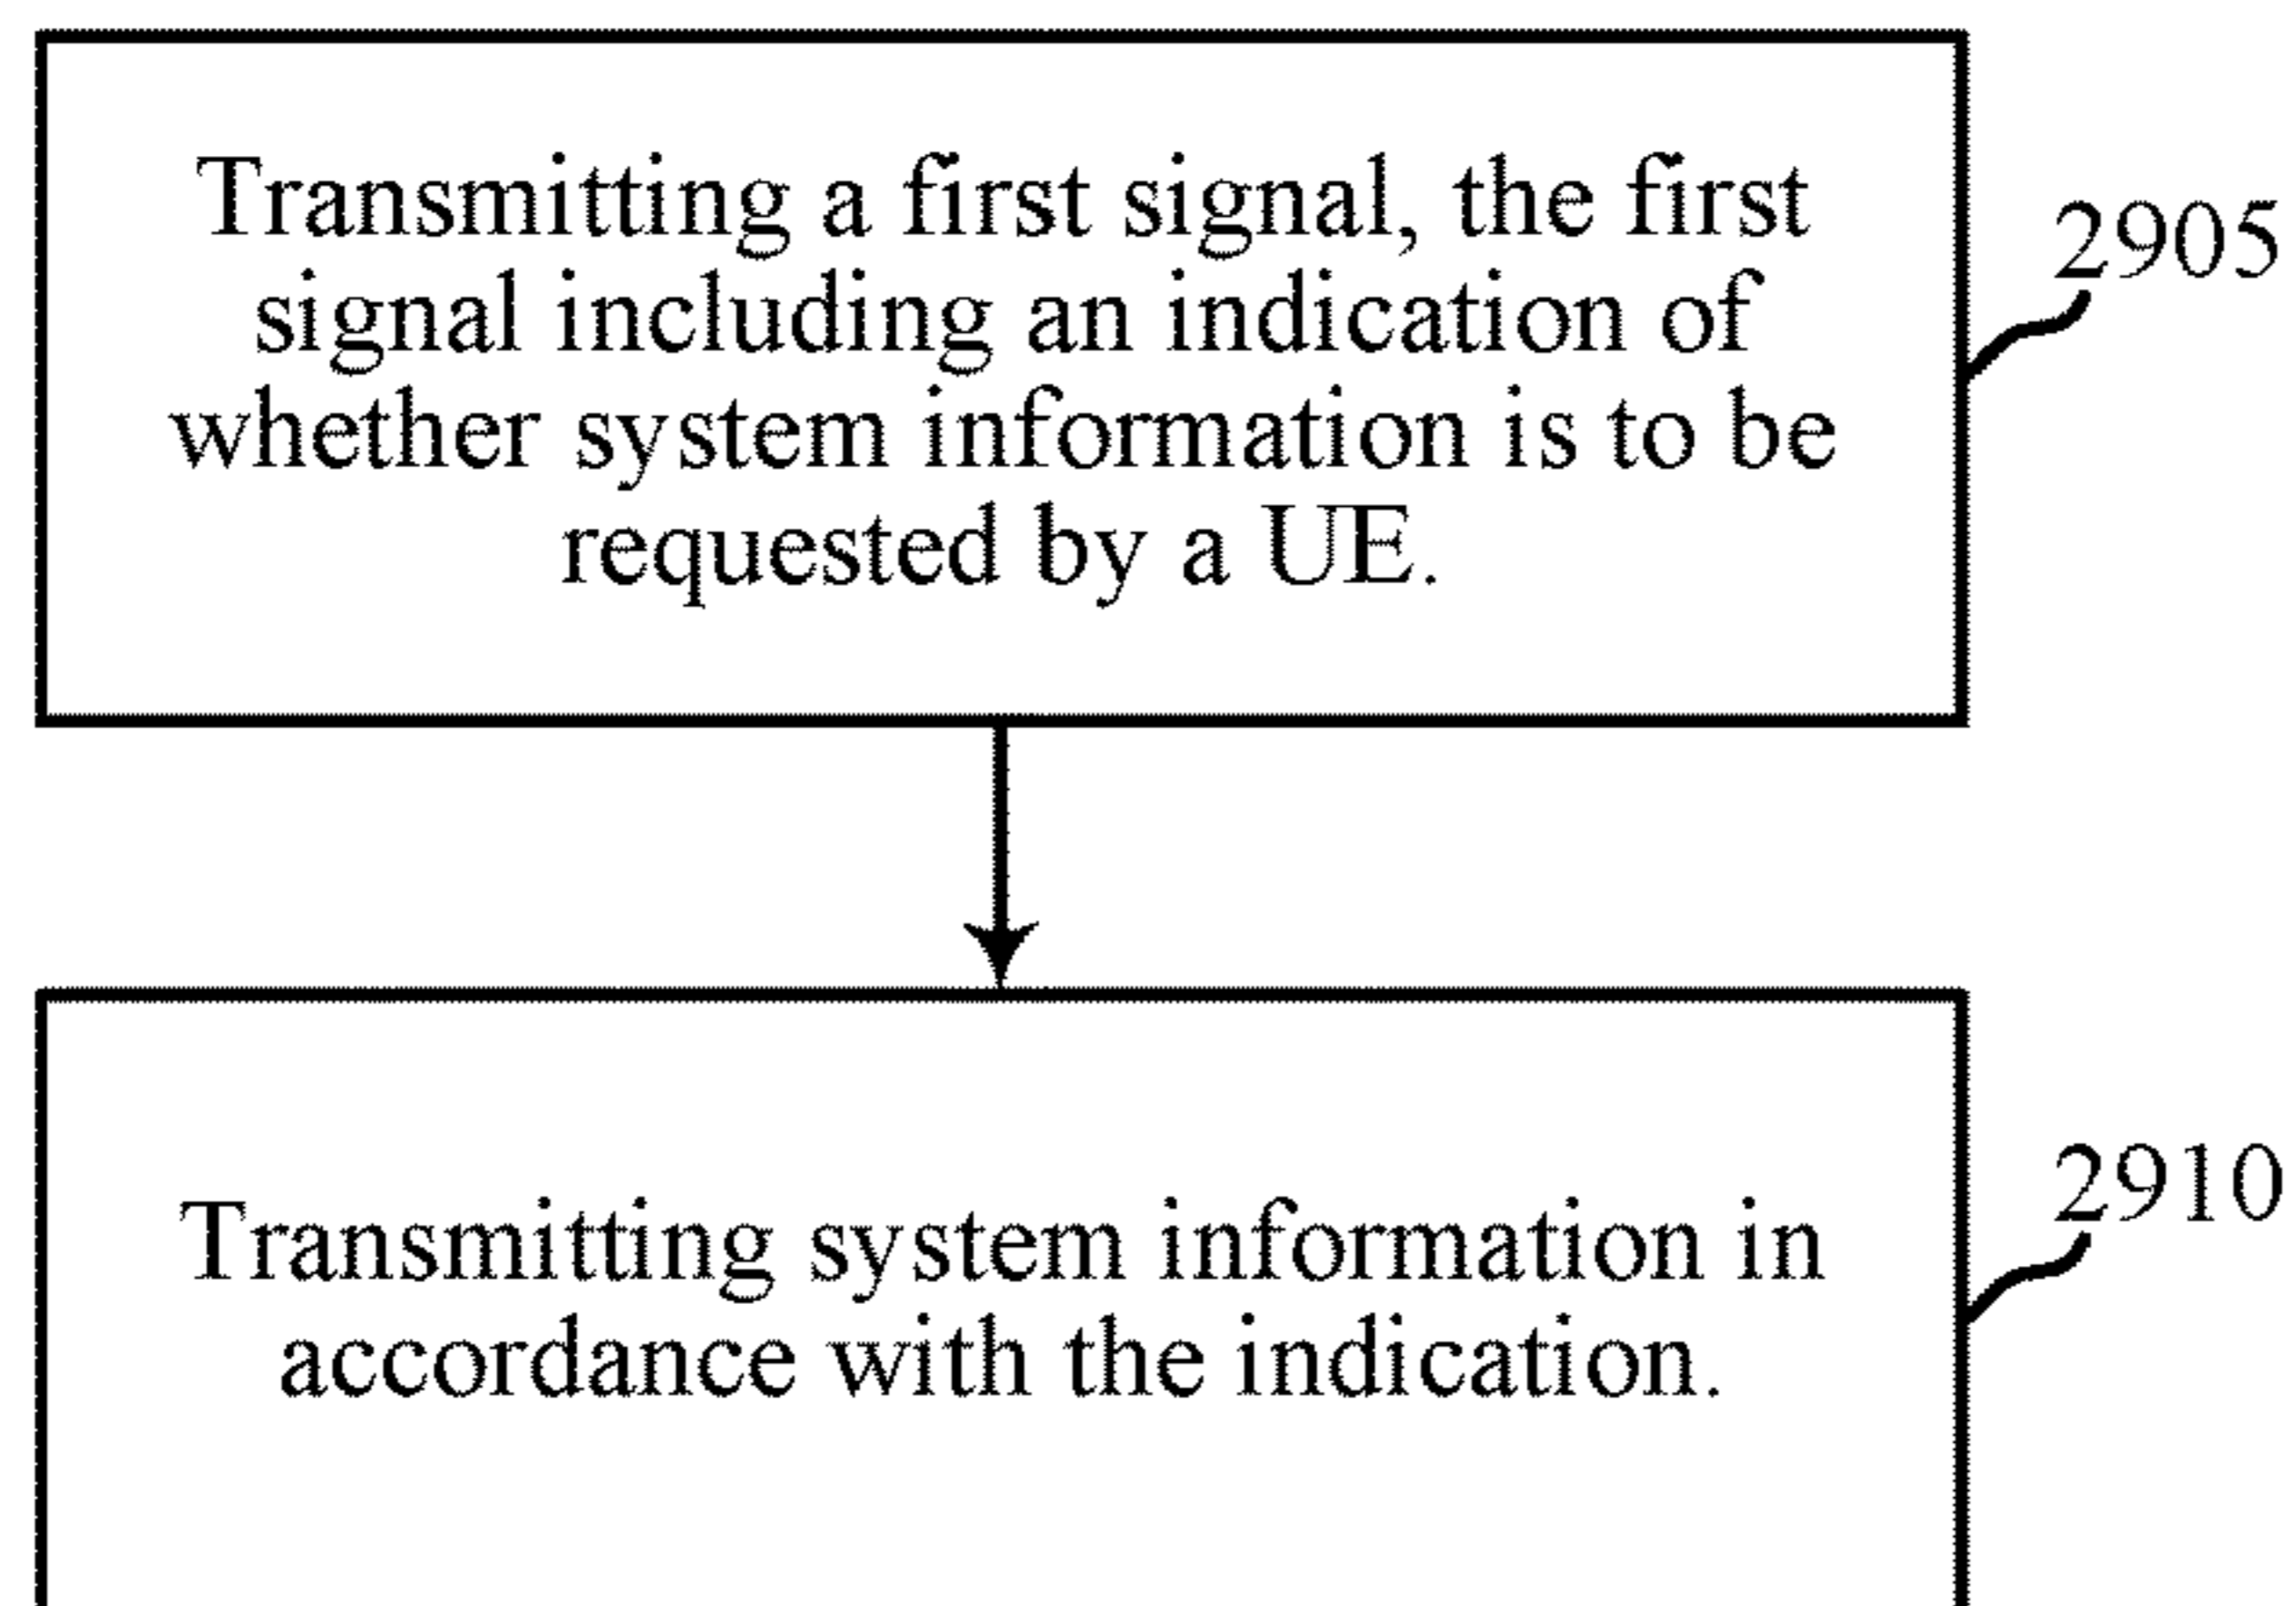 Transmitting a first signal, the first
signal including an indication of
whether system information is to be
requested by a UE.
2905
Transmitting system information in
accordance with the indication.
2910